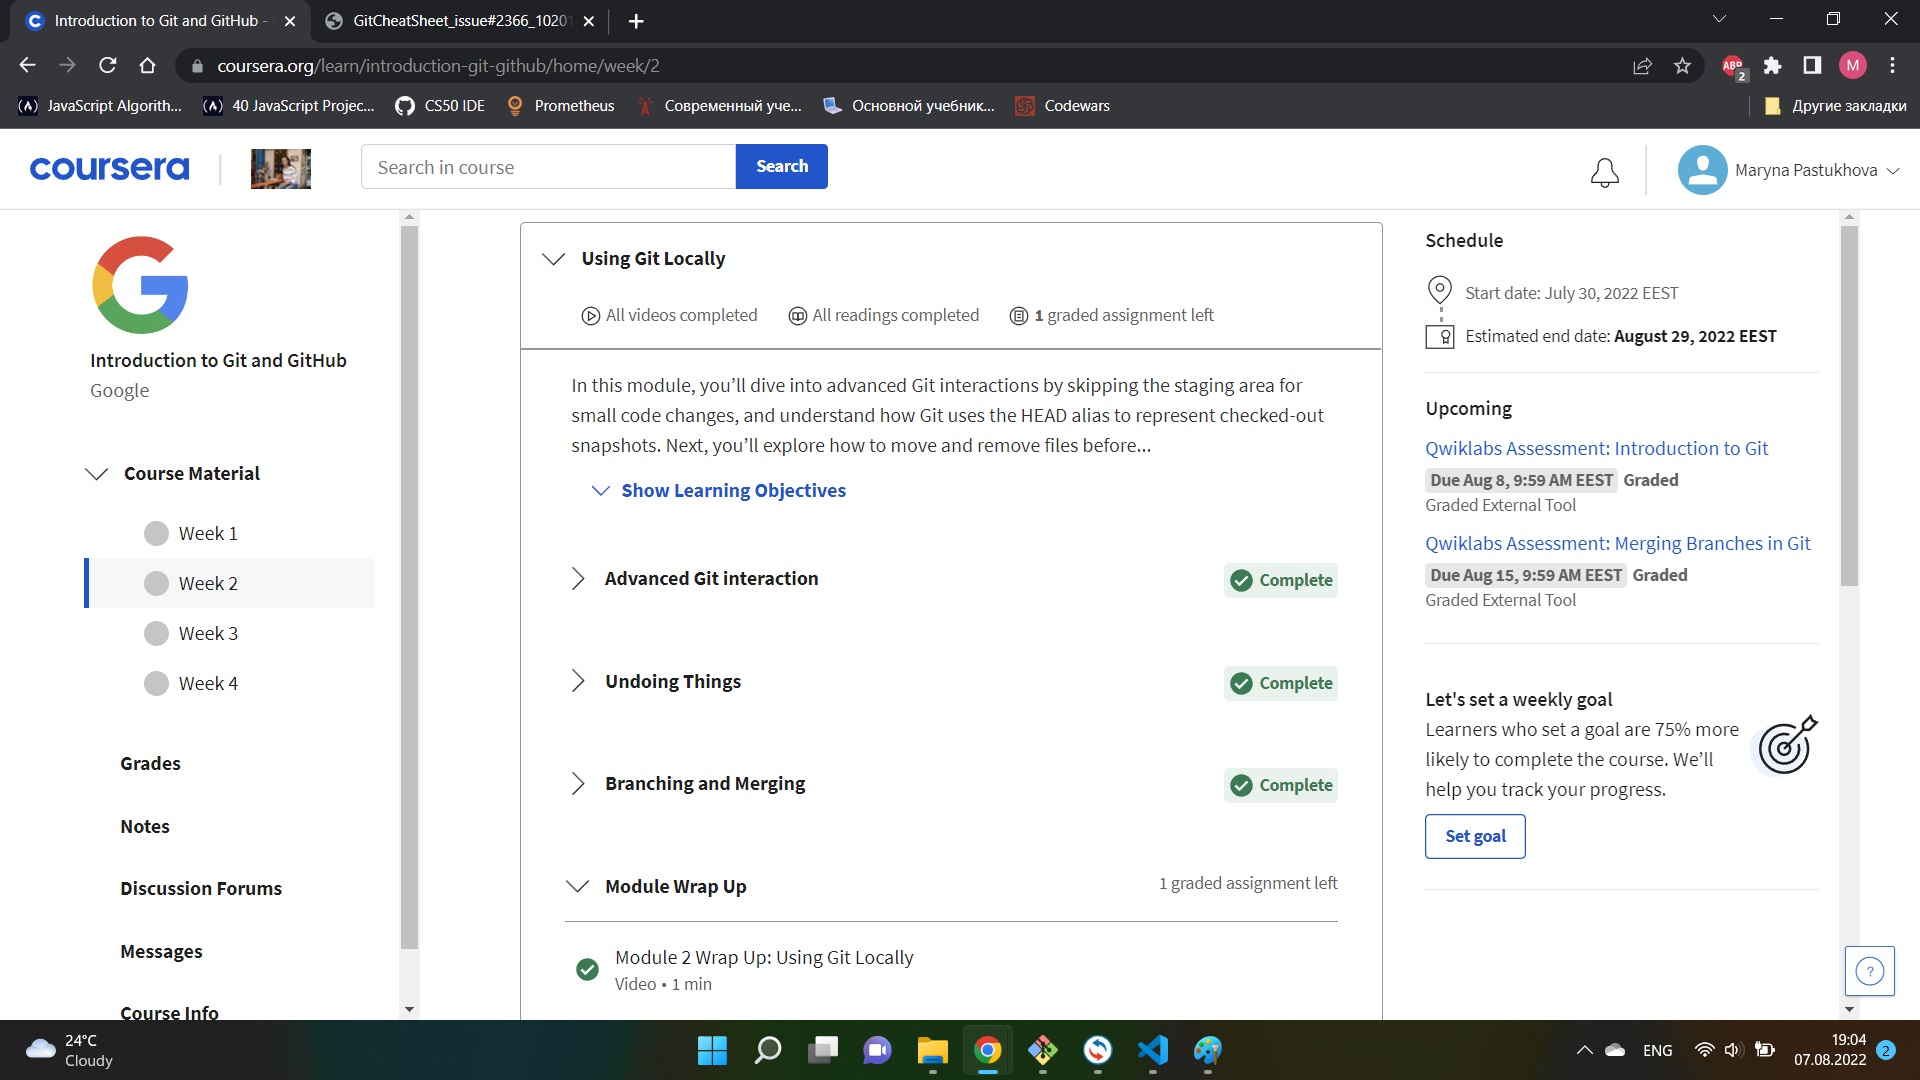 Introduction to Git and GitHub -
GitCheatSheet_issue#2366_1020
coursera.org/learn/introduction-git-github/home/week/2
ABP
2
M
JavaScript Algorith...
40 JavaScript Projec...
CS50 IDE
Prometheus
Современный уче...
Основной учебник...
Codewars
Другие закладки
coursera
Search in course
Search
Maryna Pastukhova
Introduction to Git and GitHub
Google
Course Material
Week 1
Week 2
Week 3
Week 4
Grades
Notes
Discussion Forums
Messages
Course Info
Using Git Locally
All videos completed
All readings completed
1 graded assignment left
In this module, you’ll dive into advanced Git interactions by skipping the staging area for
small code changes, and understand how Git uses the HEAD alias to represent checked-out
snapshots. Next, you’ll explore how to move and remove files before...
Show Learning Objectives
Advanced Git interaction
Complete
Undoing Things
Complete
Branching and Merging
Complete
Module Wrap Up
1 graded assignment left
Module 2 Wrap Up: Using Git Locally
Video • 1 min
Schedule
Start date: July 30, 2022 EEST
Estimated end date: August 29, 2022 EEST
Upcoming
Qwiklabs Assessment: Introduction to Git
Due Aug 8, 9:59 AM EEST Graded
Graded External Tool
Qwiklabs Assessment: Merging Branches in Git
Due Aug 15, 9:59 AM EEST Graded
Graded External Tool
Let's set a weekly goal
Learners who set a goal are 75% more
likely to complete the course. We’ll
help you track your progress.
Set goal
?
24°C
Cloudy
ENG
19:04
07.08.2022
2